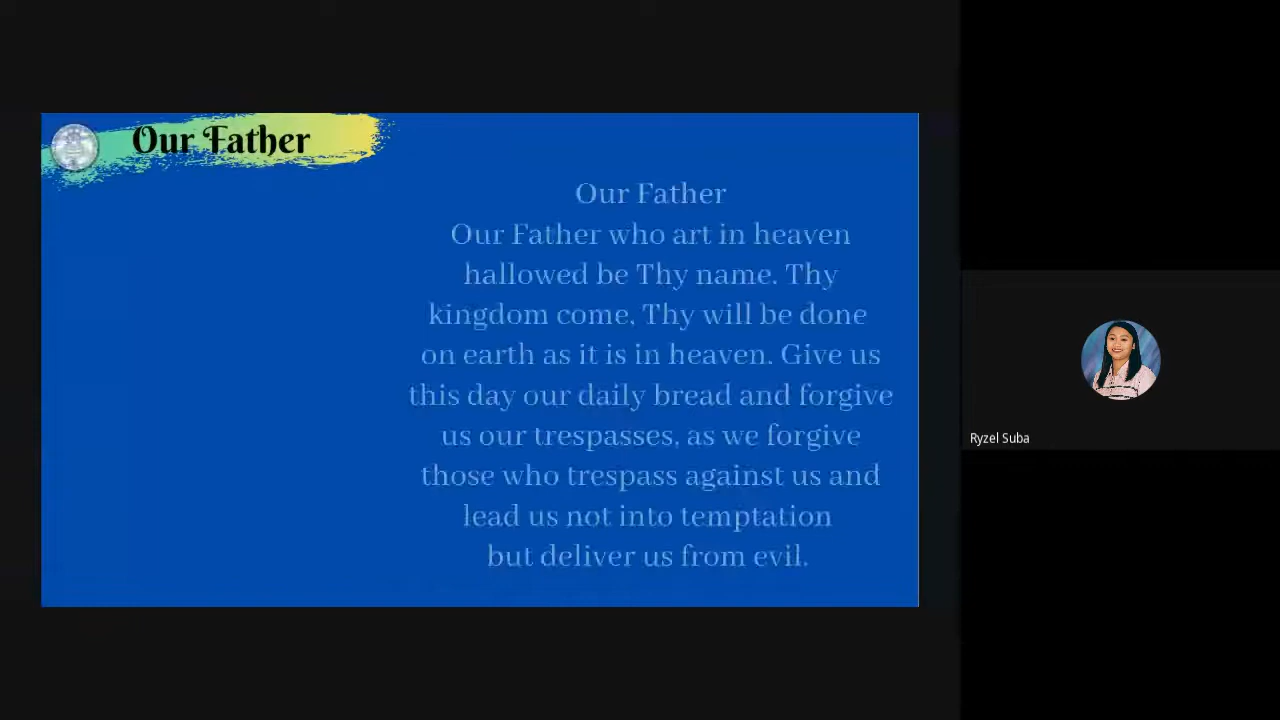 Our Father
Our Father
Our Father who art in heaven
hallowed be Thy name. Thy
kingdom come, Thy will be done
on earth as it is in heaven. Give us
this day our daily bread and forgive
us our trespasses, as we forgive
those who trespass against us and
lead us not into temptation
but deliver us from evil.
Ryzel Suba